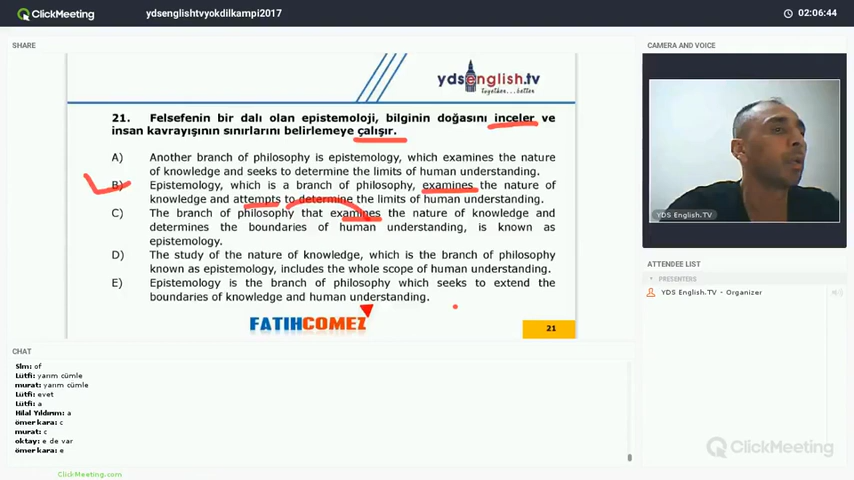 ClickMeeting
ydsenglishtvyokdilkampi2017
02:06:44
SHARE
CAMERA AND VOICE
ydsenglish.tv
together...better
21. Felsefenin bir dalı olan epistemoloji, bilginin doğasını inceler ve
insan kavrayışının sınırlarını belirlemeye çalışır.
A) Another branch of philosophy is epistemology, which examines the nature
of knowledge and seeks to determine the limits of human understanding.
B) Epistemology, which is a branch of philosophy, examines the nature of
knowledge and attempts to determine the limits of human understanding.
C) The branch of philosophy that examines the nature of knowledge and
determines the boundaries of human understanding, is known as
epistemology.
D) The study of the nature of knowledge, which is the branch of philosophy
known as epistemology, includes the whole scope of human understanding.
E) Epistemology is the branch of philosophy which seeks to extend the
boundaries of knowledge and human understanding.
FATIHCOMEZ
21
YDS English.TV
ATTENDEE LIST
PRESENTERS
YDS English.TV - Organizer
CHAT
Slm: of
Lütfi: yarım cümle
murat: yarım cümle
Lütfi: evet
Lütfi: a
Hilal Yıldırım: a
ömer kara: c
murat: c
oktay: e de var
ömer kara: e
ClickMeeting
ClickMeeting.com